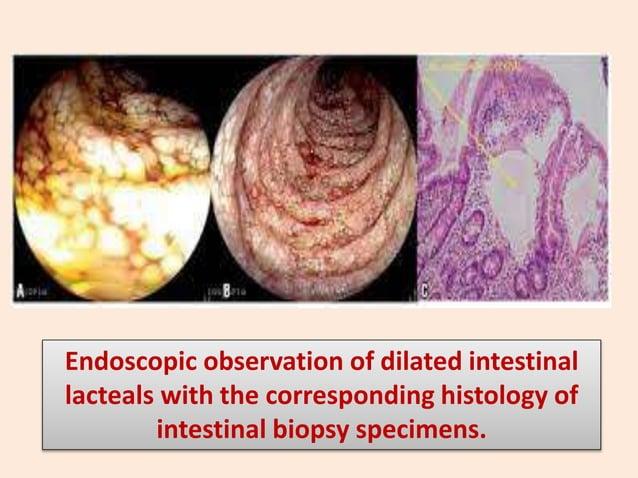 A
B
C
Endoscopic observation of dilated intestinal
lacteals with the corresponding histology of
intestinal biopsy specimens.